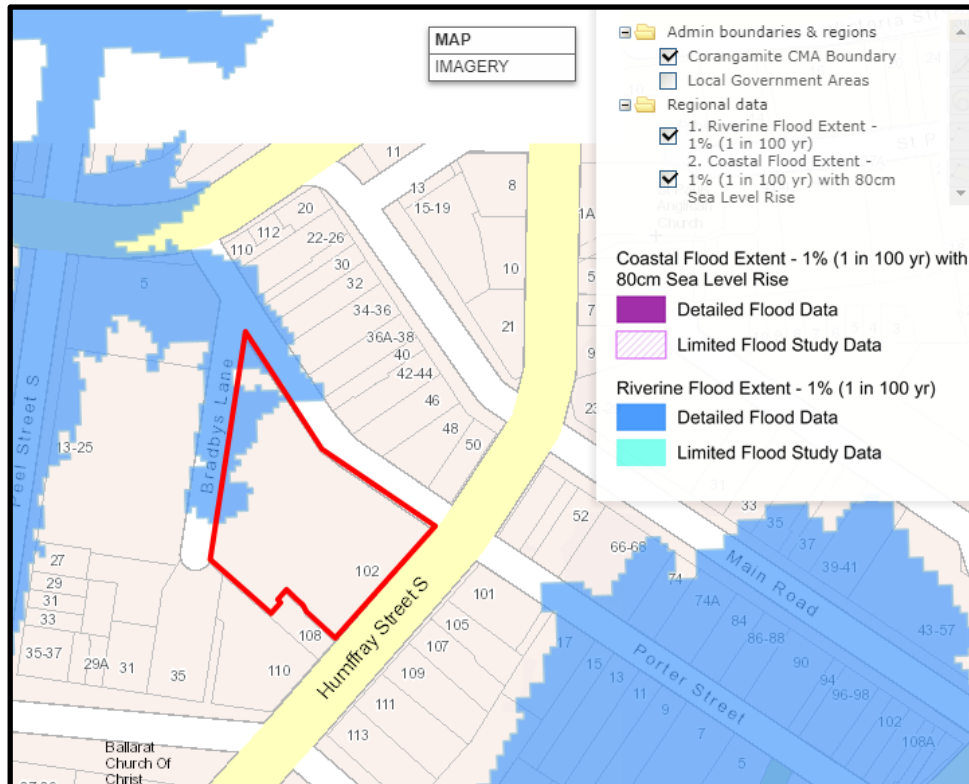 MAP
IMAGERY
Admin boundaries & regions
Corangamite CMA Boundary
Local Government Areas
Regional data
1. Riverine Flood Extent -
1% (1 in 100 yr)
2. Coastal Flood Extent -
1% (1 in 100 yr) with 80cm
Sea Level Rise
Coastal Flood Extent - 1% (1 in 100 yr) with
80cm Sea Level Rise
Detailed Flood Data
Limited Flood Study Data
Riverine Flood Extent - 1% (1 in 100 yr)
Detailed Flood Data
Limited Flood Study Data
11
13
15-19
8
1A
20
112
22-26
110
30
32
34-36
36A-38
40
42-44
46
48
50
10
21
5
7
9
23
5
Peel Street S
Bradbys Lane
13-25
102
Humffray Street S
108
110
27
29
31
33
35-37
29A
31
35
101
105
107
109
111
113
52
66-68
74
74A
84
86-88
90
94
96-98
102
108A
33
35
37
39-41
43-57
Main Road
Porter Street
17
15
13
11
9
7
5
Ballarat
Church Of
Christ